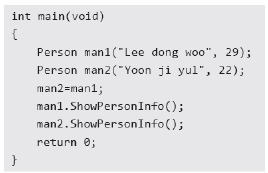 int main(void)
{
    Person man1("Lee dong woo", 29);
    Person man2("Yoon ji yul", 22);
    man2=man1;
    man1.ShowPersonInfo();
    man2.ShowPersonInfo();
    return 0;
}